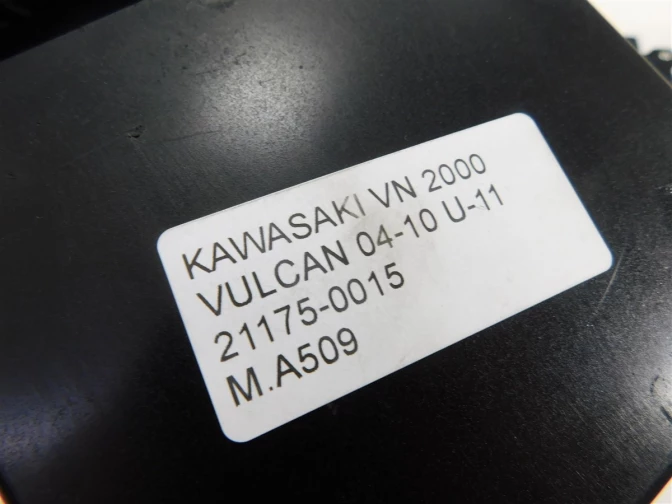 KAWASAKI VN 2000
VULCAN 04-10 U-11
21175-0015
M.A509